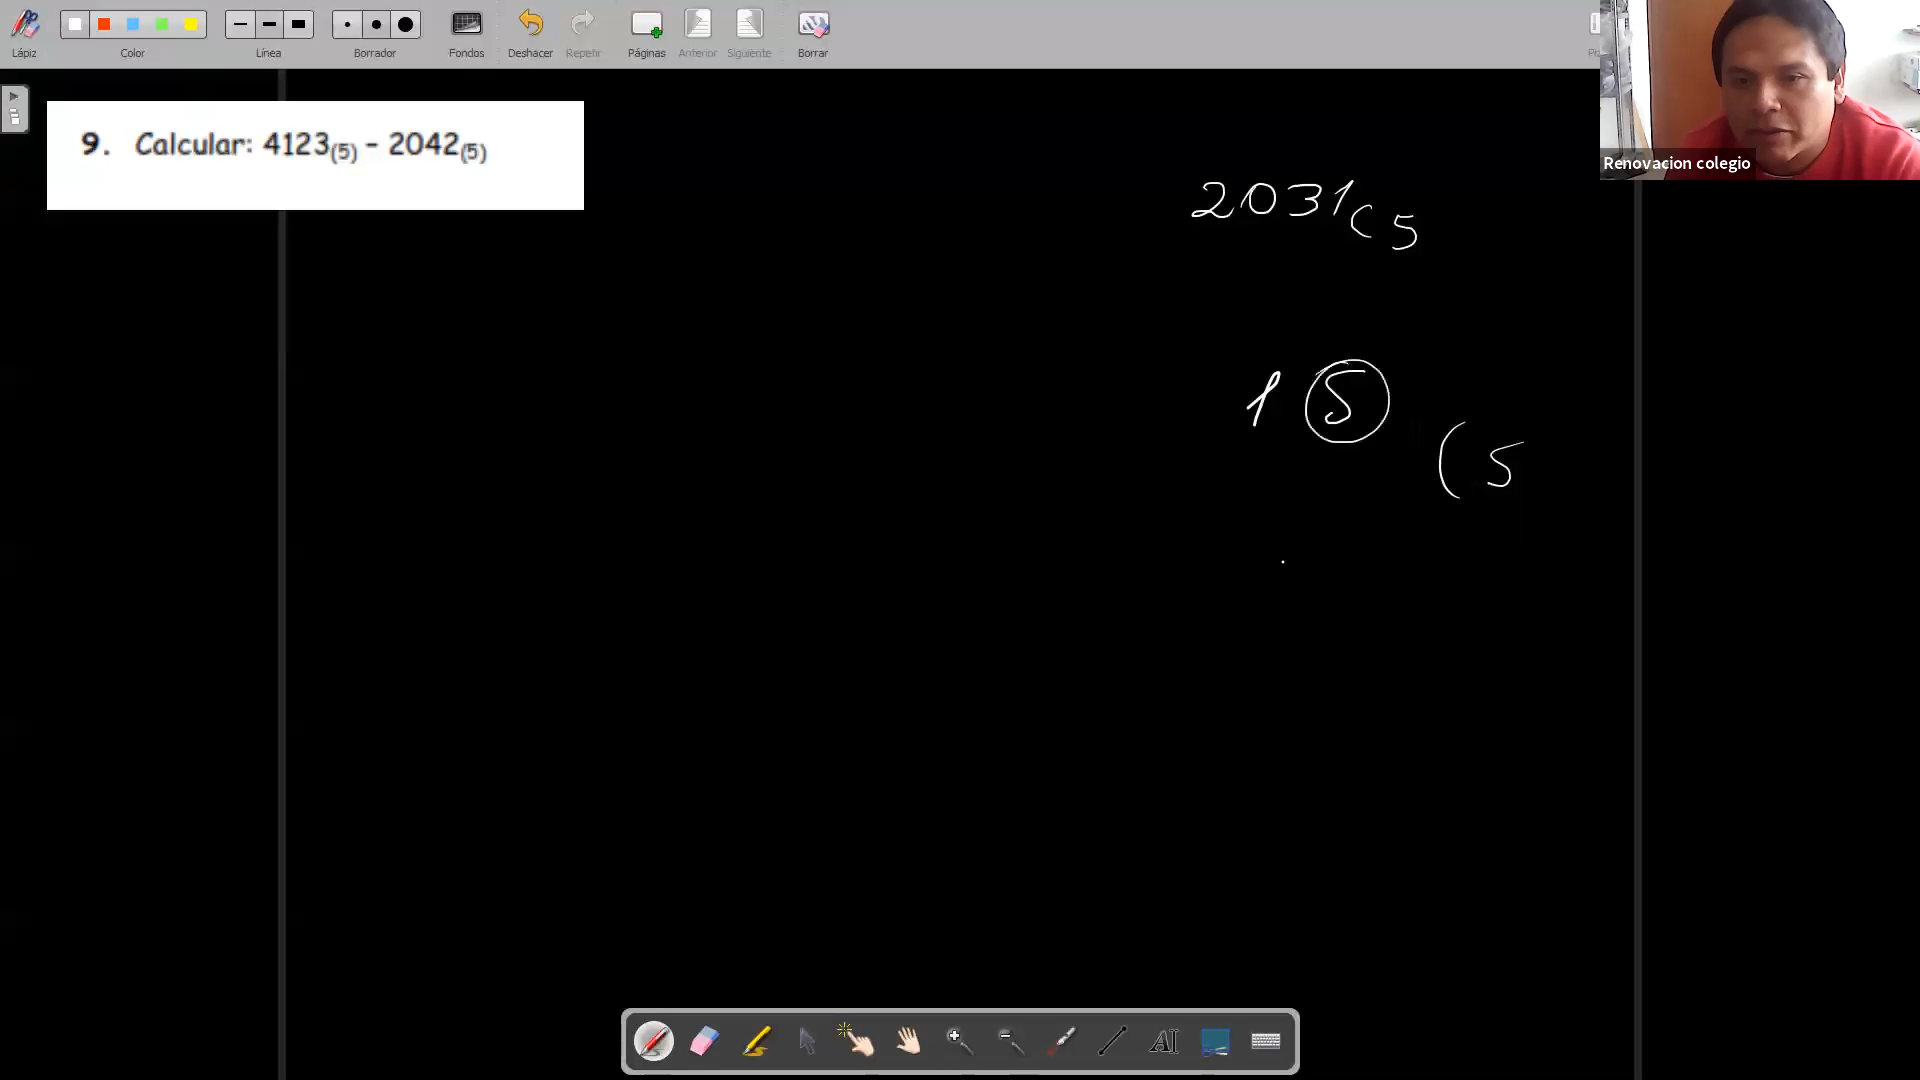 Lápiz
Color
Línea
Borrador
Fondos
Deshacer
Repetir
Páginas
Anterior
Siguiente
Borrar
9. Calcular: 4123(5) - 2042(5)
Renovacion colegio
2031(5
1 5 (5
AI